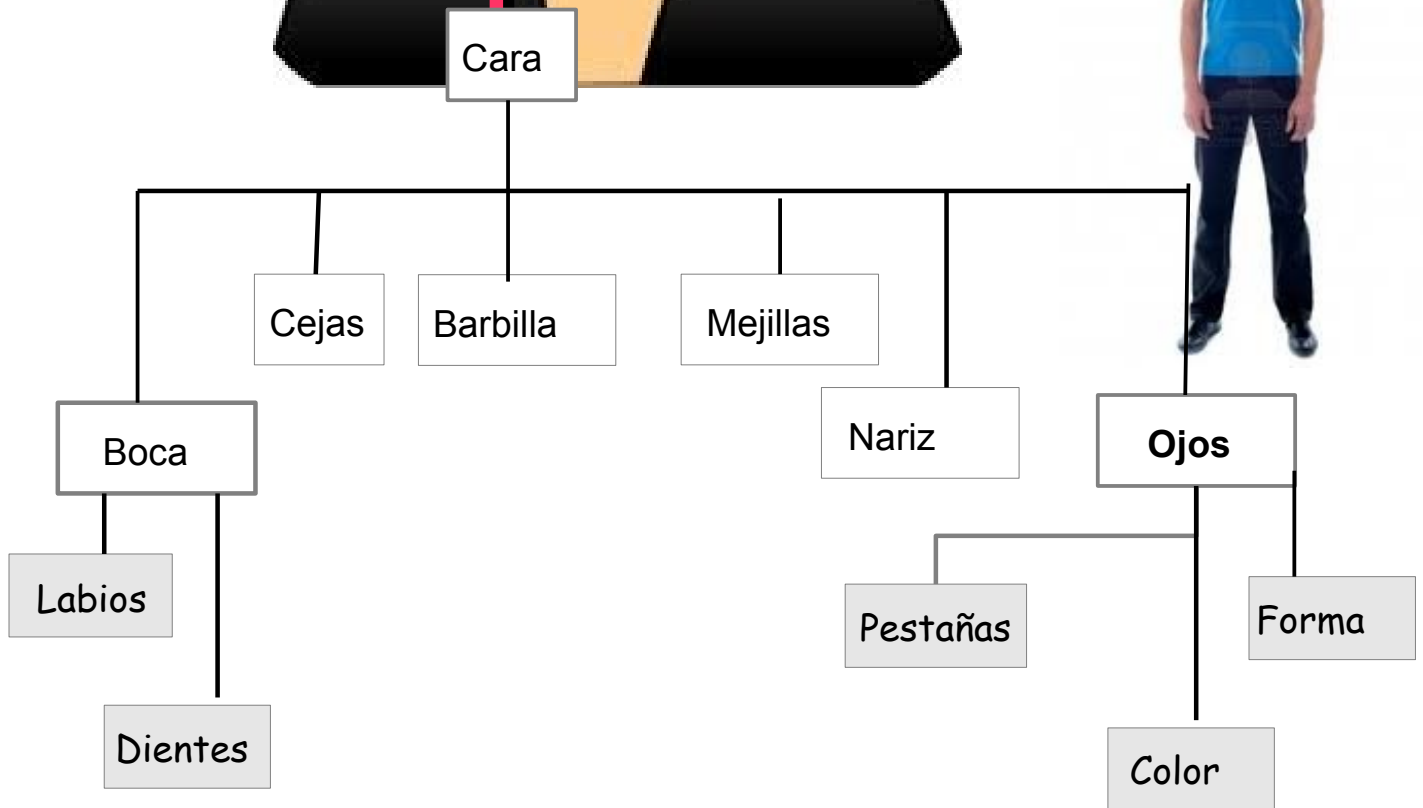 Cara
Cejas
Barbilla
Mejillas
Boca
Nariz
Ojos
Labios
Pestañas
Forma
Dientes
Color